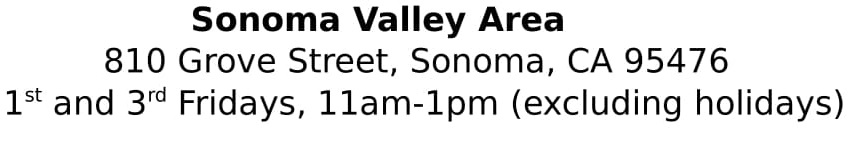 Sonoma Valley Area
810 Grove Street, Sonoma, CA 95476
1st and 3rd Fridays, 11am-1pm (excluding holidays)